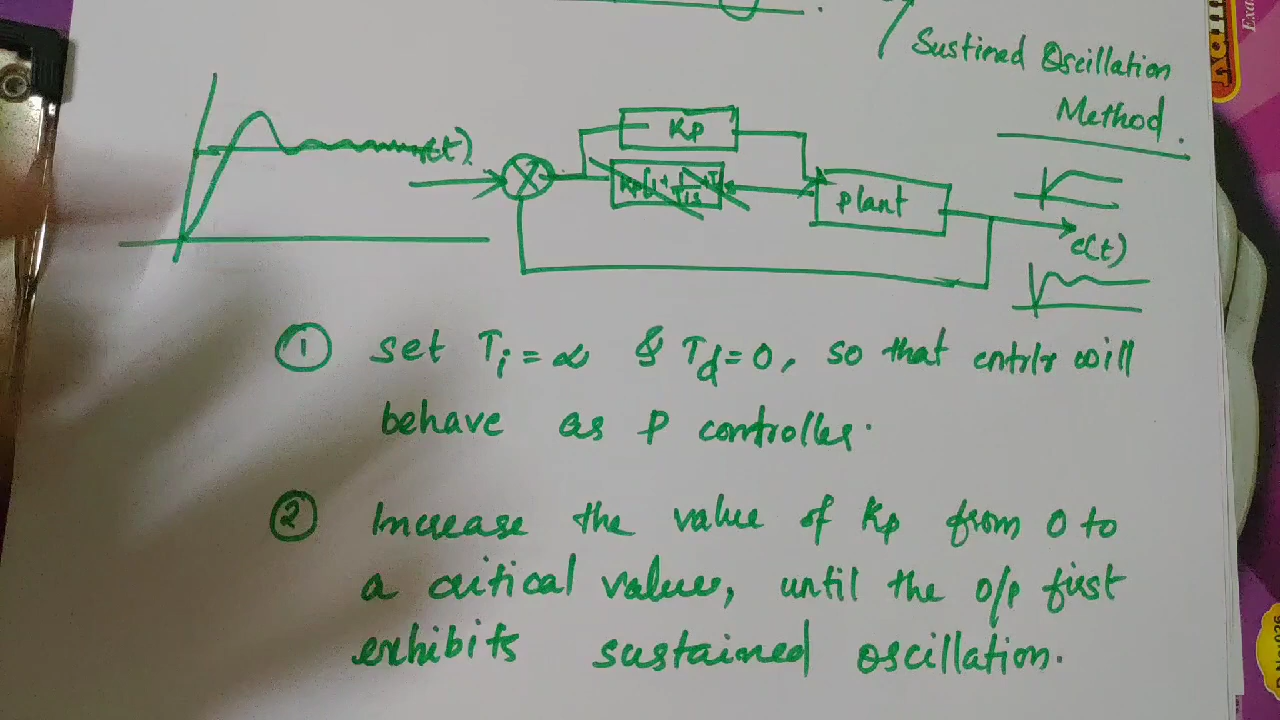 Sustined Oscillation
Method.
Kp
(t)
plant
c(t)
① set Ti = ∞ & Td = 0, so that cntrlr will
behave as P controller.
② Increase the value of Kp from 0 to
a critical value, until the o/p first
exhibits sustained oscillation.